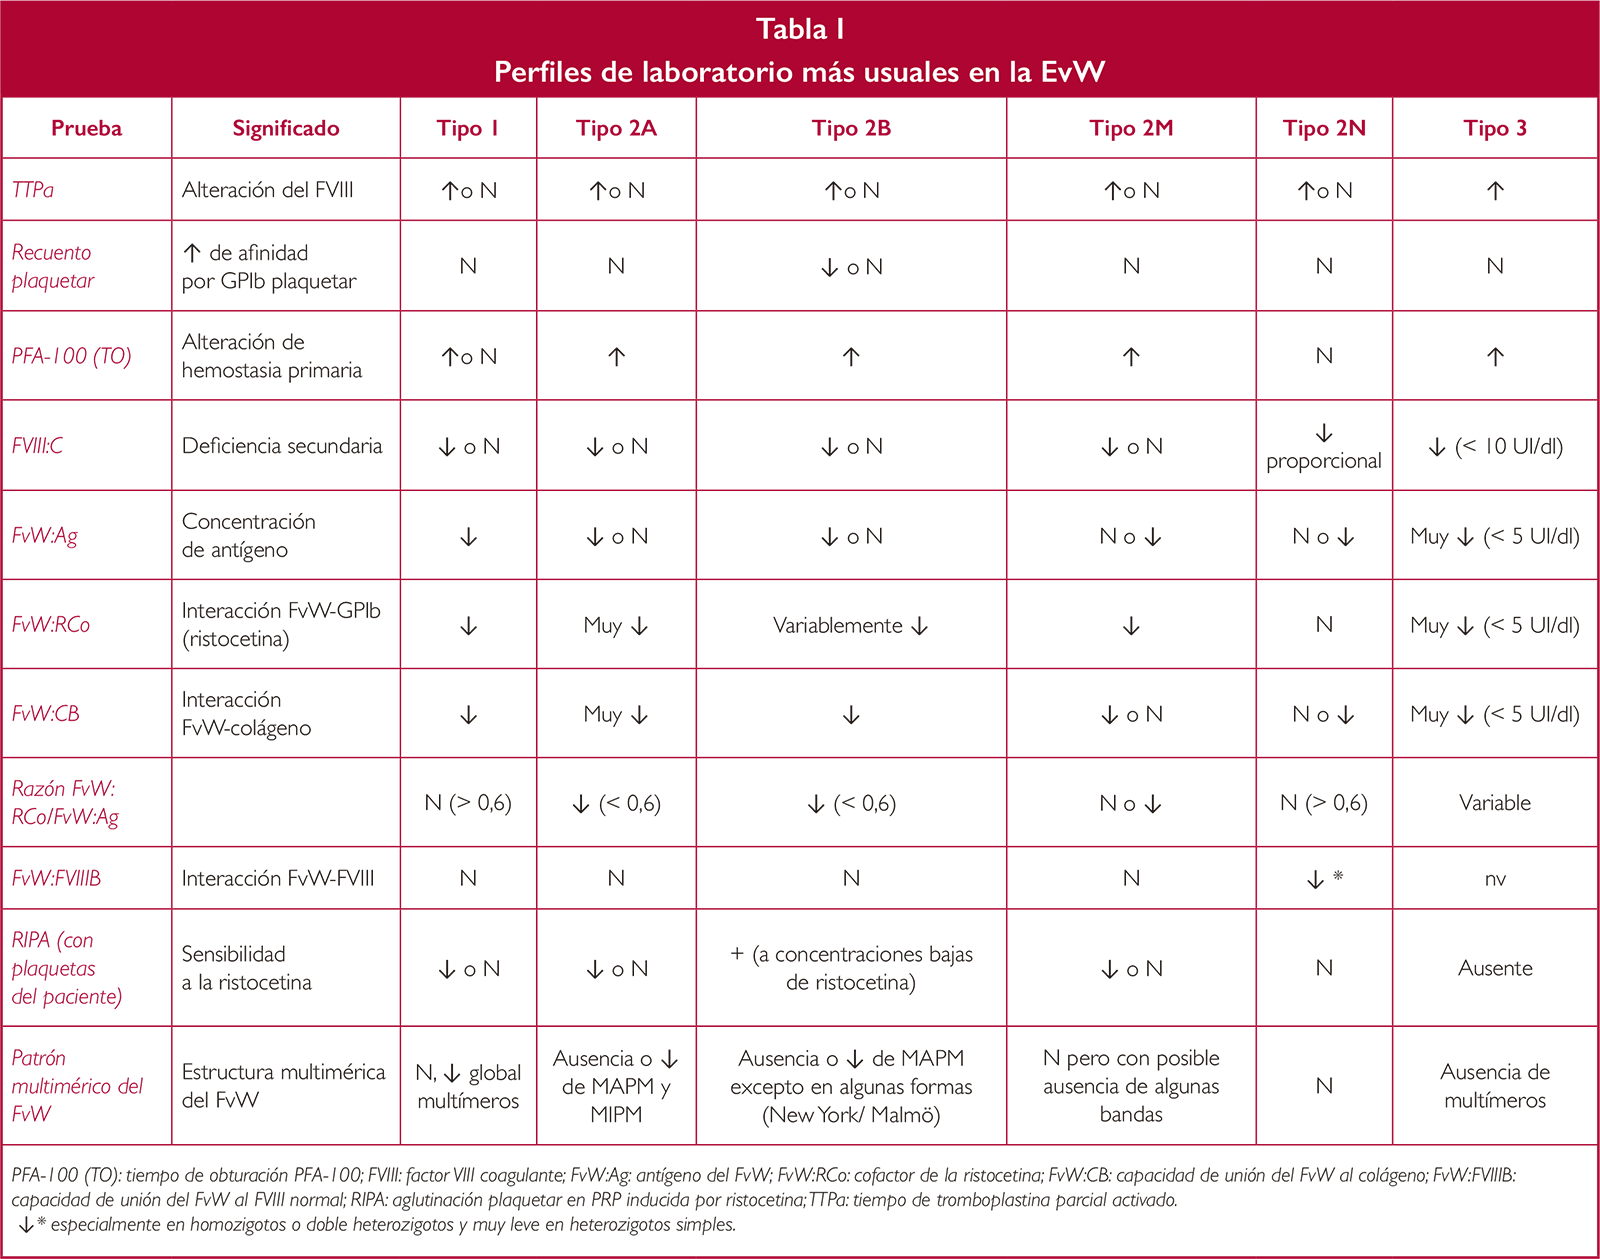 Tabla I
Perfiles de laboratorio más usuales en la EvW
Prueba Significado Tipo 1 Tipo 2A Tipo 2B Tipo 2M Tipo 2N Tipo 3
TTPa Alteración del FVIII ↑o N ↑o N ↑o N ↑o N ↑o N ↑
Recuento
plaquetar
↑ de afinidad
por GPIb plaquetar
N N ↓ o N N N N
PFA-100 (TO)
Alteración de
hemostasia primaria
↑o N ↑ ↑ ↑ N ↑
FVIII:C Deficiencia secundaria ↓ o N ↓ o N ↓ o N ↓ o N
↓
proporcional
↓ (< 10 UI/dl)
FvW:Ag
Concentración
de antígeno
↓ ↓ o N ↓ o N N o ↓ N o ↓ Muy ↓ (< 5 UI/dl)
FvW:RCo
Interacción FvW-GPIb
(ristocetina)
↓ Muy ↓ Variablemente ↓ ↓ N Muy ↓ (< 5 UI/dl)
FvW:CB
Interacción
FvW-colágeno
↓ Muy ↓ ↓ ↓ o N N o ↓ Muy ↓ (< 5 UI/dl)
Razón FvW:
RCo/FvW:Ag
N (> 0,6) ↓ (< 0,6) ↓ (< 0,6) N o ↓ N (> 0,6) Variable
FvW:FVIIIB Interacción FvW-FVIII N N N N ↓ * nv
RIPA (con
plaquetas
del paciente)
Sensibilidad
a la ristocetina
↓ o N ↓ o N
+ (a concentraciones bajas
de ristocetina)
↓ o N N Ausente
Patrón
multimérico del
FvW
Estructura multimérica
del FvW
N, ↓ global
multímeros
Ausencia o ↓
de MAPM y
MIPM
Ausencia o ↓ de MAPM
excepto en algunas formas
(New York/ Malmö)
N pero con posible
ausencia de algunas
bandas
N
Ausencia de
multímeros
PFA-100 (TO): tiempo de obturación PFA-100; FVIII: factor VIII coagulante; FvW:Ag: antígeno del FvW; FvW:RCo: cofactor de la ristocetina; FvW:CB: capacidad de unión del FvW al colágeno; FvW:FVIIIB:
capacidad de unión del FvW al FVIII normal; RIPA: aglutinación plaquetar en PRP inducida por ristocetina; TTPa: tiempo de tromboplastina parcial activado.
↓* especialmente en homozigotos o doble heterozigotos y muy leve en heterozigotos simples.